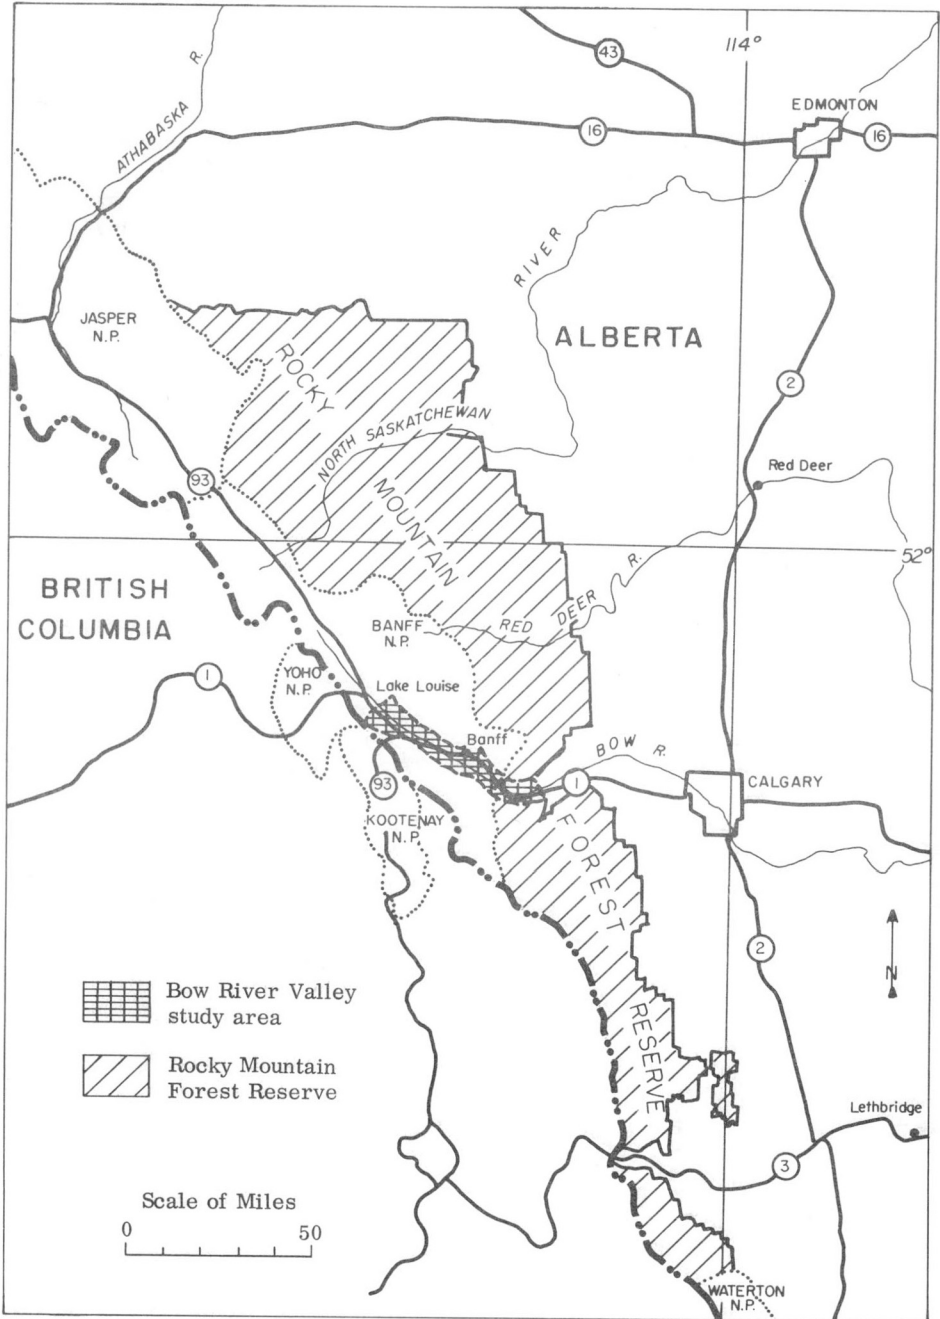 43
114°
EDMONTON
16
16
ATHABASKA R.
RIVER
JASPER
N.P.
ALBERTA
ROCKY
2
NORTH SASKATCHEWAN
Red Deer
93
MOUNTAIN
52°
BRITISH
COLUMBIA
RED DEER R.
BANFF
N.P.
1
YOHO
N.P.
Lake Louise
Banff
BOW R.
1
CALGARY
93
KOOTENAY
N.P.
FOREST
2
N
Bow River Valley
study area
RESERVE
Rocky Mountain
Forest Reserve
Lethbridge
3
Scale of Miles
0 50
WATERTON
N.P.